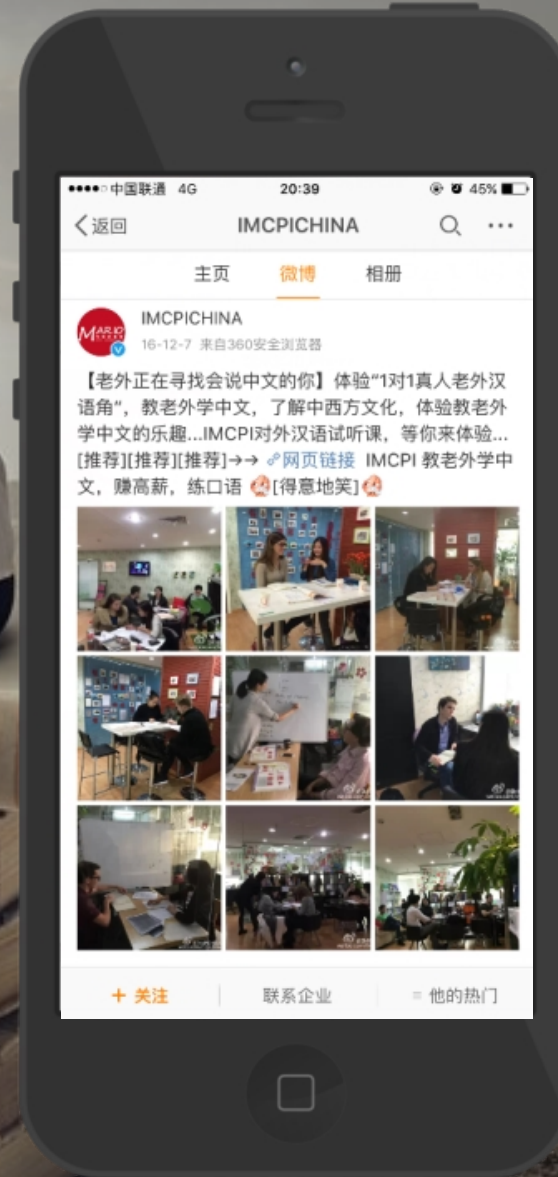 中国联通 4G 20:39 45%
返回 IMCPICHINA
主页 微博 相册
MARIO
IMCPICHINA
16-12-7 来自360安全浏览器
【老外正在寻找会说中文的你】体验“1对1真人老外汉
语角”，教老外学中文，了解中西方文化，体验教老外
学中文的乐趣...IMCPI对外汉语试听课，等你来体验...
[推荐][推荐][推荐]→→ 网页链接 IMCPI 教老外学中
文，赚高薪，练口语 [得意地笑]
+ 关注 联系企业 他的热门